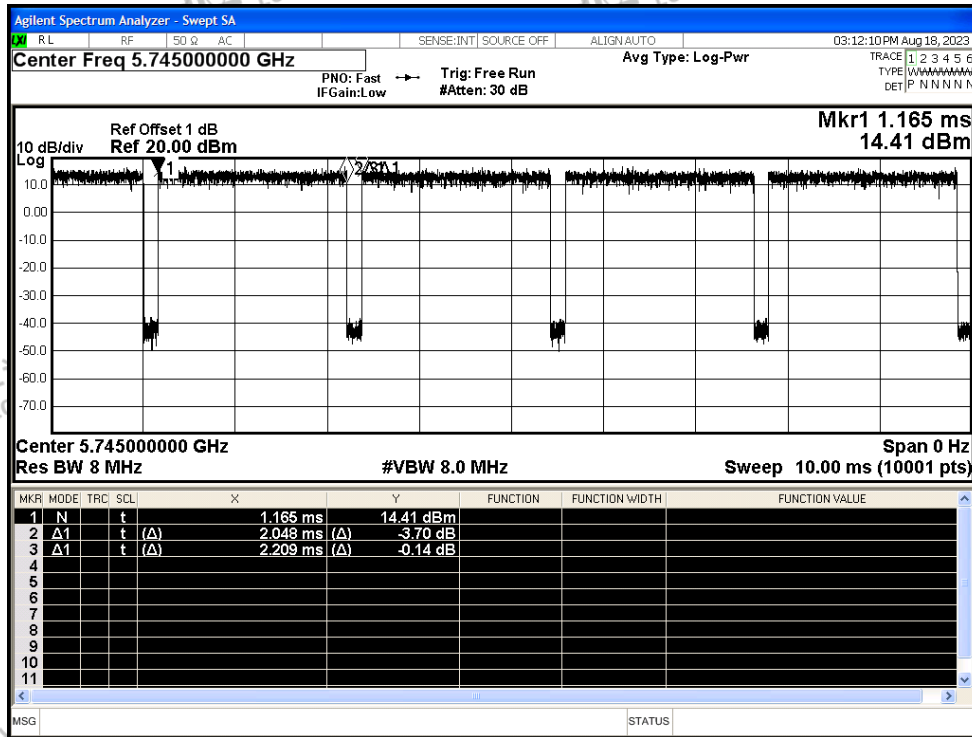 Agilent Spectrum Analyzer - Swept SA
LXI RL RF 50 Ω AC SENSE:INT SOURCE OFF ALIGN AUTO 03:12:10 PM Aug 18, 2023
Center Freq 5.745000000 GHz Avg Type: Log-Pwr TRACE 1 2 3 4 5 6
PNO: Fast Trig: Free Run TYPE WWWWWW
IFGain:Low #Atten: 30 dB DET P N N N N N
Mkr1 1.165 ms
Ref Offset 1 dB
10 dB/div Ref 20.00 dBm 14.41 dBm
Log
1 2/3Δ1
10.0
0.00
-10.0
-20.0
-30.0
-40.0
-50.0
-60.0
-70.0
Center 5.745000000 GHz Span 0 Hz
Res BW 8 MHz #VBW 8.0 MHz Sweep 10.00 ms (10001 pts)
MKR MODE TRC SCL X Y FUNCTION FUNCTION WIDTH FUNCTION VALUE
1 N t 1.165 ms 14.41 dBm
2 Δ1 t (Δ) 2.048 ms (Δ) -3.70 dB
3 Δ1 t (Δ) 2.209 ms (Δ) -0.14 dB
4
5
6
7
8
9
10
11
MSG STATUS